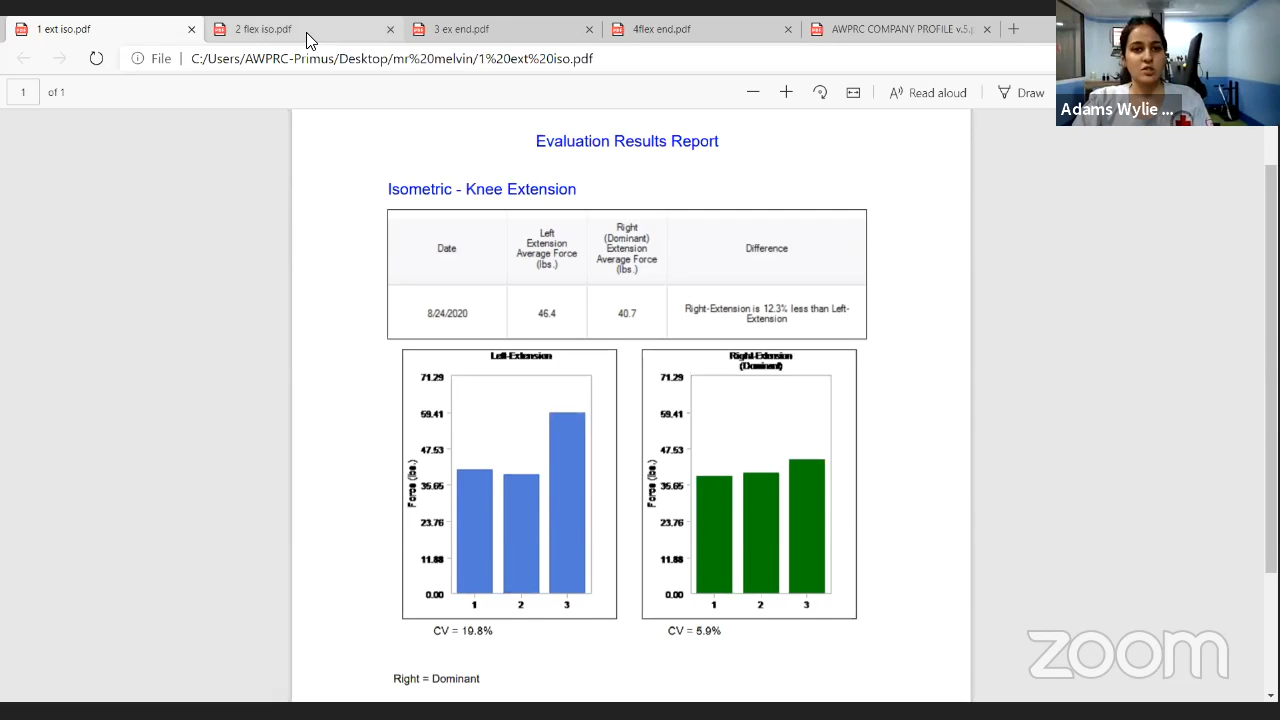 1 ext iso.pdf
2 flex iso.pdf
3 ex end.pdf
4flex end.pdf
AWPRC COMPANY PROFILE v.5.p
File C:/Users/AWPRC-Primus/Desktop/mr%20melvin/1%20ext%20iso.pdf
1 of 1
Read aloud
Draw
Adams Wylie ...
Evaluation Results Report
Isometric - Knee Extension
Date
Left
Extension
Average Force
(lbs.)
Right
(Dominant)
Extension
Average Force
(lbs.)
Difference
8/24/2020
46.4
40.7
Right-Extension is 12.3% less than Left-
Extension
Left-Extension
71.29
59.41
47.53
35.65
23.76
11.88
0.00
Force (lbs.)
1 2 3
CV = 19.8%
Right-Extension
(Dominant)
71.29
59.41
47.53
35.65
23.76
11.88
0.00
Force (lbs.)
1 2 3
CV = 5.9%
Right = Dominant
zoom